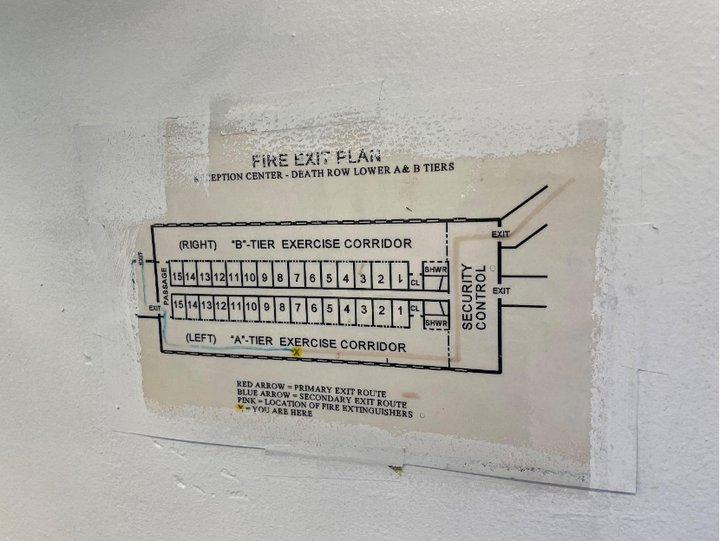 FIRE EXIT PLAN
CEPTION CENTER - DEATH ROW LOWER A & B TIERS
EXIT
(RIGHT) "B"-TIER EXERCISE CORRIDOR
EXIT
PASSAGE
15 14 13 12 11 10 9 8 7 6 5 4 3 2 1
CL
SHWR
SECURITY CONTROL
EXIT
EXIT
15 14 13 12 11 10 9 8 7 6 5 4 3 2 1
CL
SHWR
(LEFT) "A"-TIER EXERCISE CORRIDOR
X
RED ARROW = PRIMARY EXIT ROUTE
BLUE ARROW = SECONDARY EXIT ROUTE
PINK = LOCATION OF FIRE EXTINGUISHERS
X = YOU ARE HERE